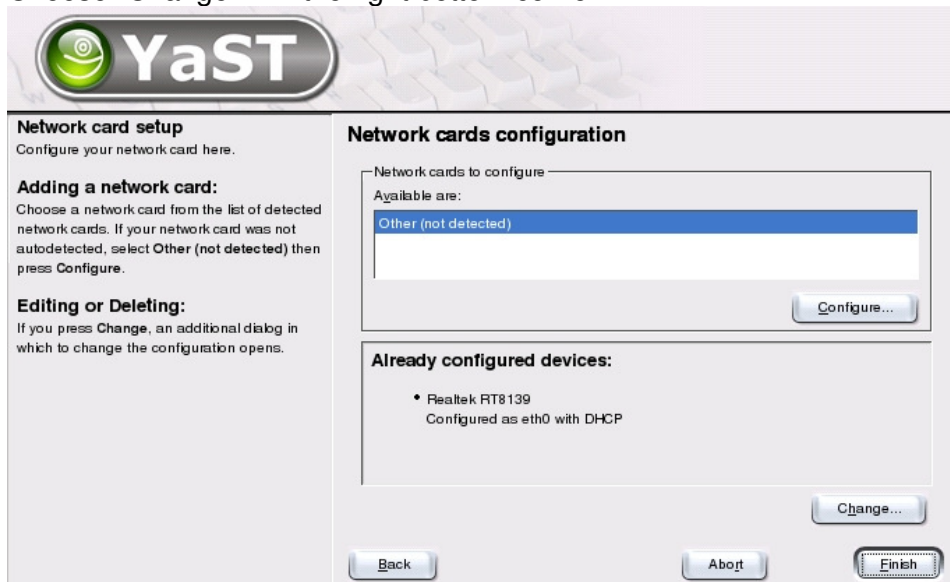 YaST
Network card setup
Configure your network card here.
Adding a network card:
Choose a network card from the list of detected
network cards. If your network card was not
autodetected, select Other (not detected) then
press Configure.
Editing or Deleting:
If you press Change, an additional dialog in
which to change the configuration opens.
Network cards configuration
Network cards to configure
Available are:
Other (not detected)
Configure...
Already configured devices:
• Realtek RT8139
Configured as eth0 with DHCP
Change...
Back
Abort
Finish